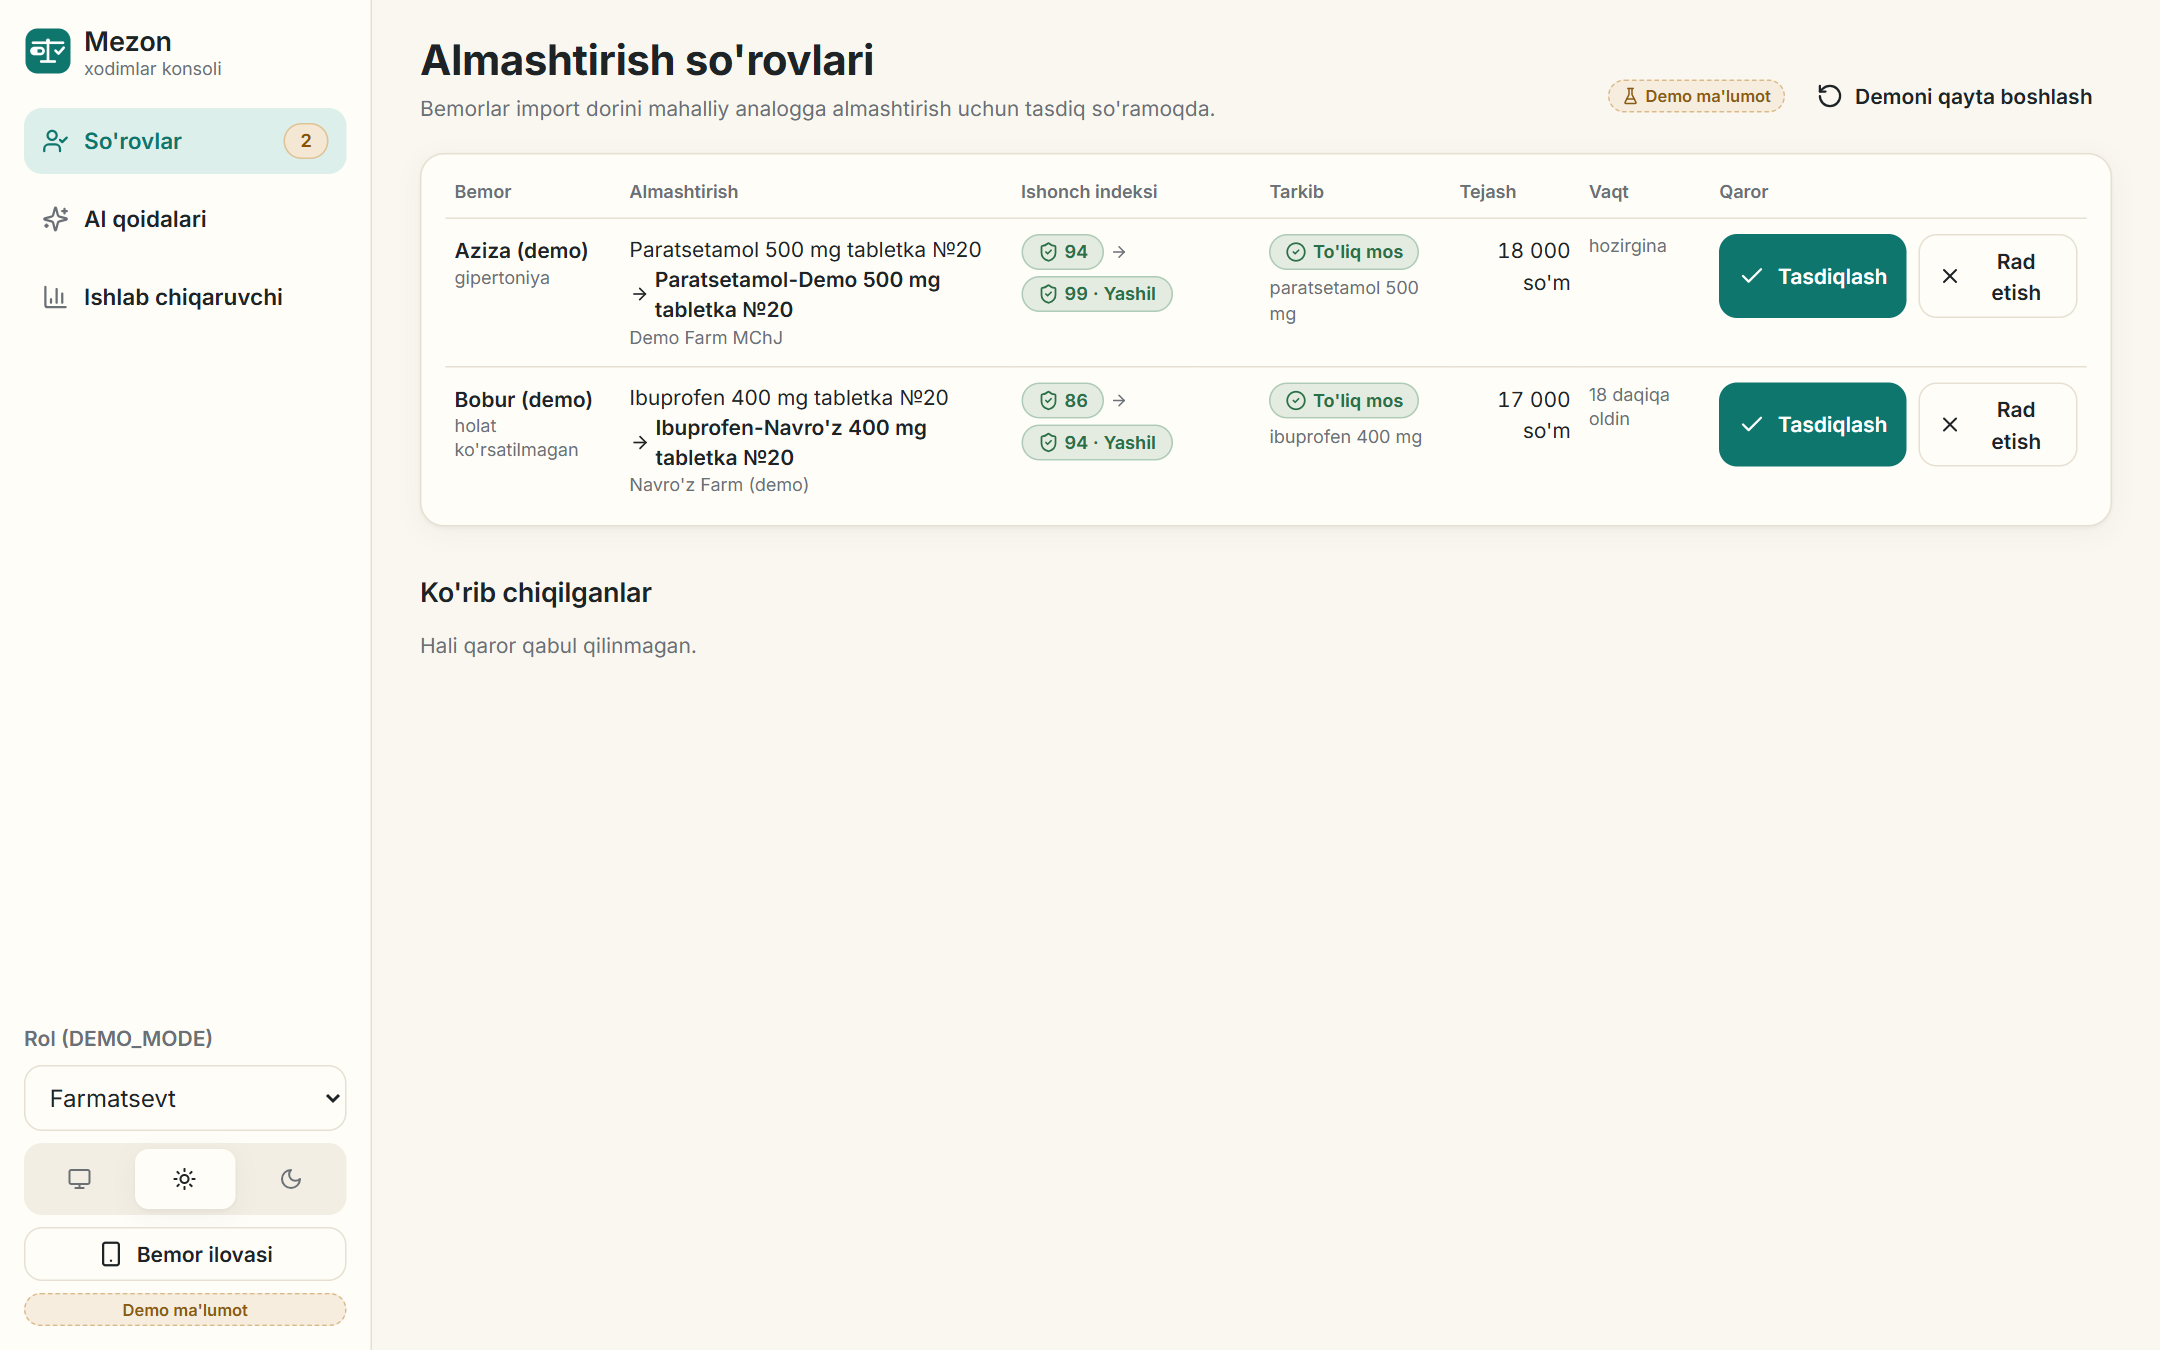 Mezon
xodimlar konsoli
So'rovlar
2
AI qoidalari
Ishlab chiqaruvchi
Rol (DEMO_MODE)
Farmatsevt
Bemor ilovasi
Demo ma'lumot
Almashtirish so'rovlari
Bemorlar import dorini mahalliy analogga almashtirish uchun tasdiq so'ramoqda.
Demo ma'lumot
Demoni qayta boshlash
Bemor
Almashtirish
Ishonch indeksi
Tarkib
Tejash
Vaqt
Qaror
Aziza (demo)
gipertoniya
Paratsetamol 500 mg tabletka №20
→ Paratsetamol-Demo 500 mg
tabletka №20
Demo Farm MChJ
94 →
99 · Yashil
To'liq mos
paratsetamol 500
mg
18 000
so'm
hozirgina
Tasdiqlash
Rad
etish
Bobur (demo)
holat
ko'rsatilmagan
Ibuprofen 400 mg tabletka №20
→ Ibuprofen-Navro'z 400 mg
tabletka №20
Navro'z Farm (demo)
86 →
94 · Yashil
To'liq mos
ibuprofen 400 mg
17 000
so'm
18 daqiqa
oldin
Tasdiqlash
Rad
etish
Ko'rib chiqilganlar
Hali qaror qabul qilinmagan.